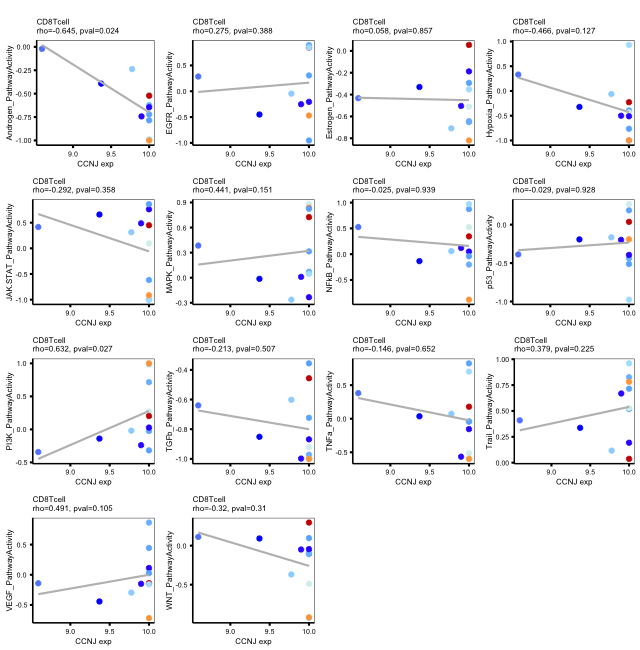 CD8Tcell
rho=-0.645, pval=0.024
Androgen_PathwayActivity
0.00
-0.25
-0.50
-0.75
-1.00
9.0 9.5 10.0
CCNJ exp
CD8Tcell
rho=0.275, pval=0.388
EGFR_PathwayActivity
1.0
0.5
0.0
-0.5
-1.0
9.0 9.5 10.0
CCNJ exp
CD8Tcell
rho=0.058, pval=0.857
Estrogen_PathwayActivity
0.0
-0.2
-0.4
-0.6
-0.8
9.0 9.5 10.0
CCNJ exp
CD8Tcell
rho=-0.466, pval=0.127
Hypoxia_PathwayActivity
1.0
0.5
0.0
-0.5
-1.0
9.0 9.5 10.0
CCNJ exp
CD8Tcell
rho=-0.292, pval=0.358
JAK-STAT_PathwayActivity
0.5
0.0
-0.5
-1.0
9.0 9.5 10.0
CCNJ exp
CD8Tcell
rho=0.441, pval=0.151
MAPK_PathwayActivity
0.9
0.6
0.3
0.0
-0.3
9.0 9.5 10.0
CCNJ exp
CD8Tcell
rho=-0.025, pval=0.939
NFkB_PathwayActivity
1.0
0.5
0.0
-0.5
9.0 9.5 10.0
CCNJ exp
CD8Tcell
rho=-0.029, pval=0.928
p53_PathwayActivity
0.0
-0.5
-1.0
9.0 9.5 10.0
CCNJ exp
CD8Tcell
rho=0.632, pval=0.027
PI3K_PathwayActivity
1.0
0.5
0.0
-0.5
9.0 9.5 10.0
CCNJ exp
CD8Tcell
rho=-0.213, pval=0.507
TGFb_PathwayActivity
-0.4
-0.6
-0.8
-1.0
9.0 9.5 10.0
CCNJ exp
CD8Tcell
rho=-0.146, pval=0.652
TNFa_PathwayActivity
0.5
0.0
-0.5
9.0 9.5 10.0
CCNJ exp
CD8Tcell
rho=0.379, pval=0.225
Trail_PathwayActivity
1.00
0.75
0.50
0.25
0.00
9.0 9.5 10.0
CCNJ exp
CD8Tcell
rho=0.491, pval=0.105
VEGF_PathwayActivity
0.5
0.0
-0.5
9.0 9.5 10.0
CCNJ exp
CD8Tcell
rho=-0.32, pval=0.31
WNT_PathwayActivity
0.0
-0.5
9.0 9.5 10.0
CCNJ exp